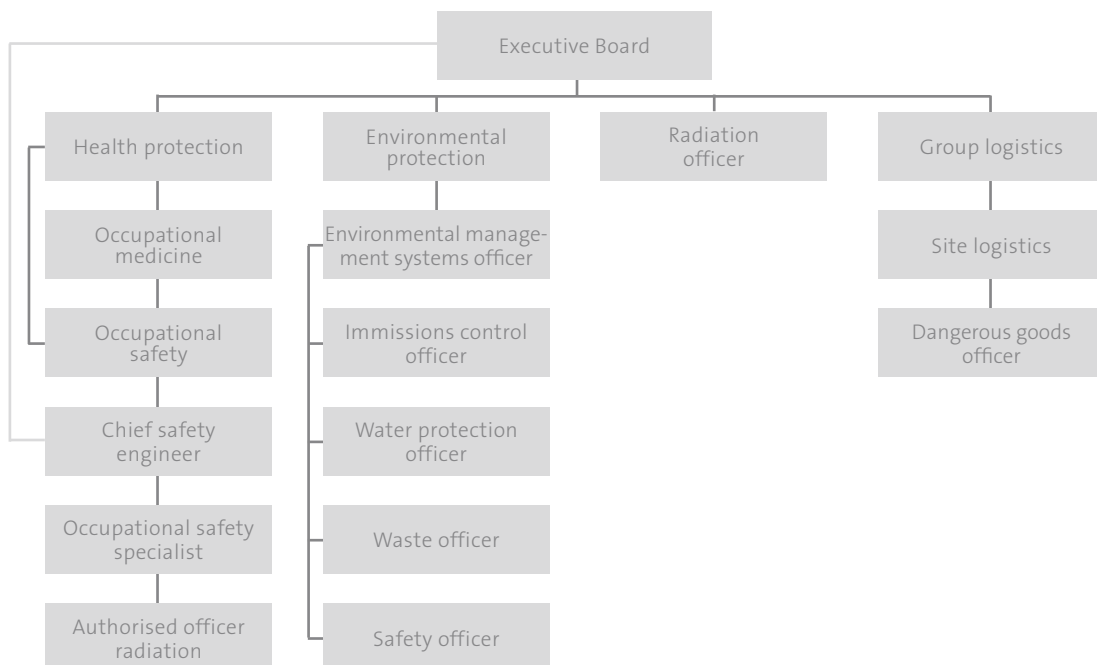 Executive Board
Health protection
Environmental
protection
Radiation
officer
Group logistics
Occupational
medicine
Environmental manage-
ment systems officer
Site logistics
Occupational
safety
Immissions control
officer
Dangerous goods
officer
Chief safety
engineer
Water protection
officer
Occupational safety
specialist
Waste officer
Authorised officer
radiation
Safety officer